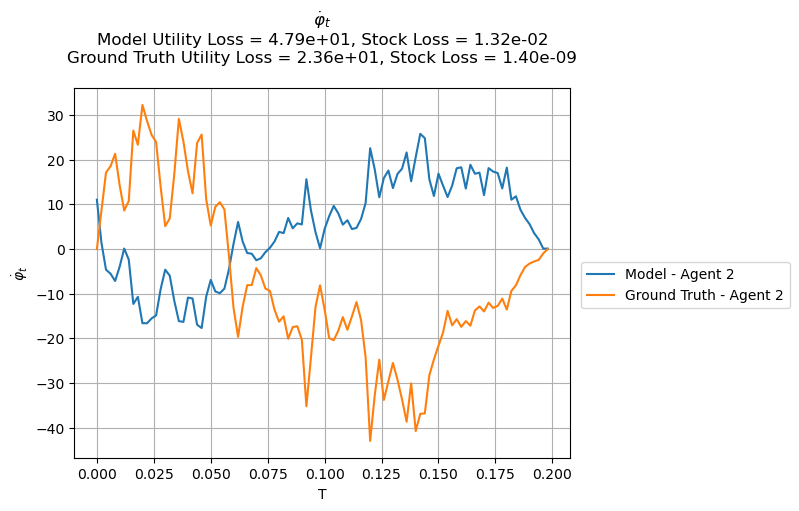 φ̇ₜ
Model Utility Loss = 4.79e+01, Stock Loss = 1.32e-02
Ground Truth Utility Loss = 2.36e+01, Stock Loss = 1.40e-09
30
20
10
0
−10
−20
−30
−40
φ̇ₜ
0.000
0.025
0.050
0.075
0.100
0.125
0.150
0.175
0.200
T
Model - Agent 2
Ground Truth - Agent 2